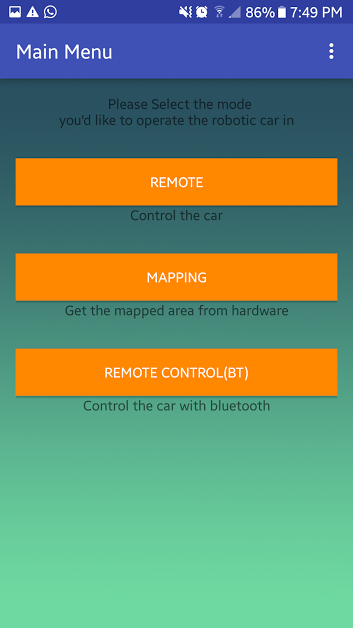 86% 7:49 PM
Main Menu
Please Select the mode
you'd like to operate the robotic car in
REMOTE
Control the car
MAPPING
Get the mapped area from hardware
REMOTE CONTROL(BT)
Control the car with bluetooth